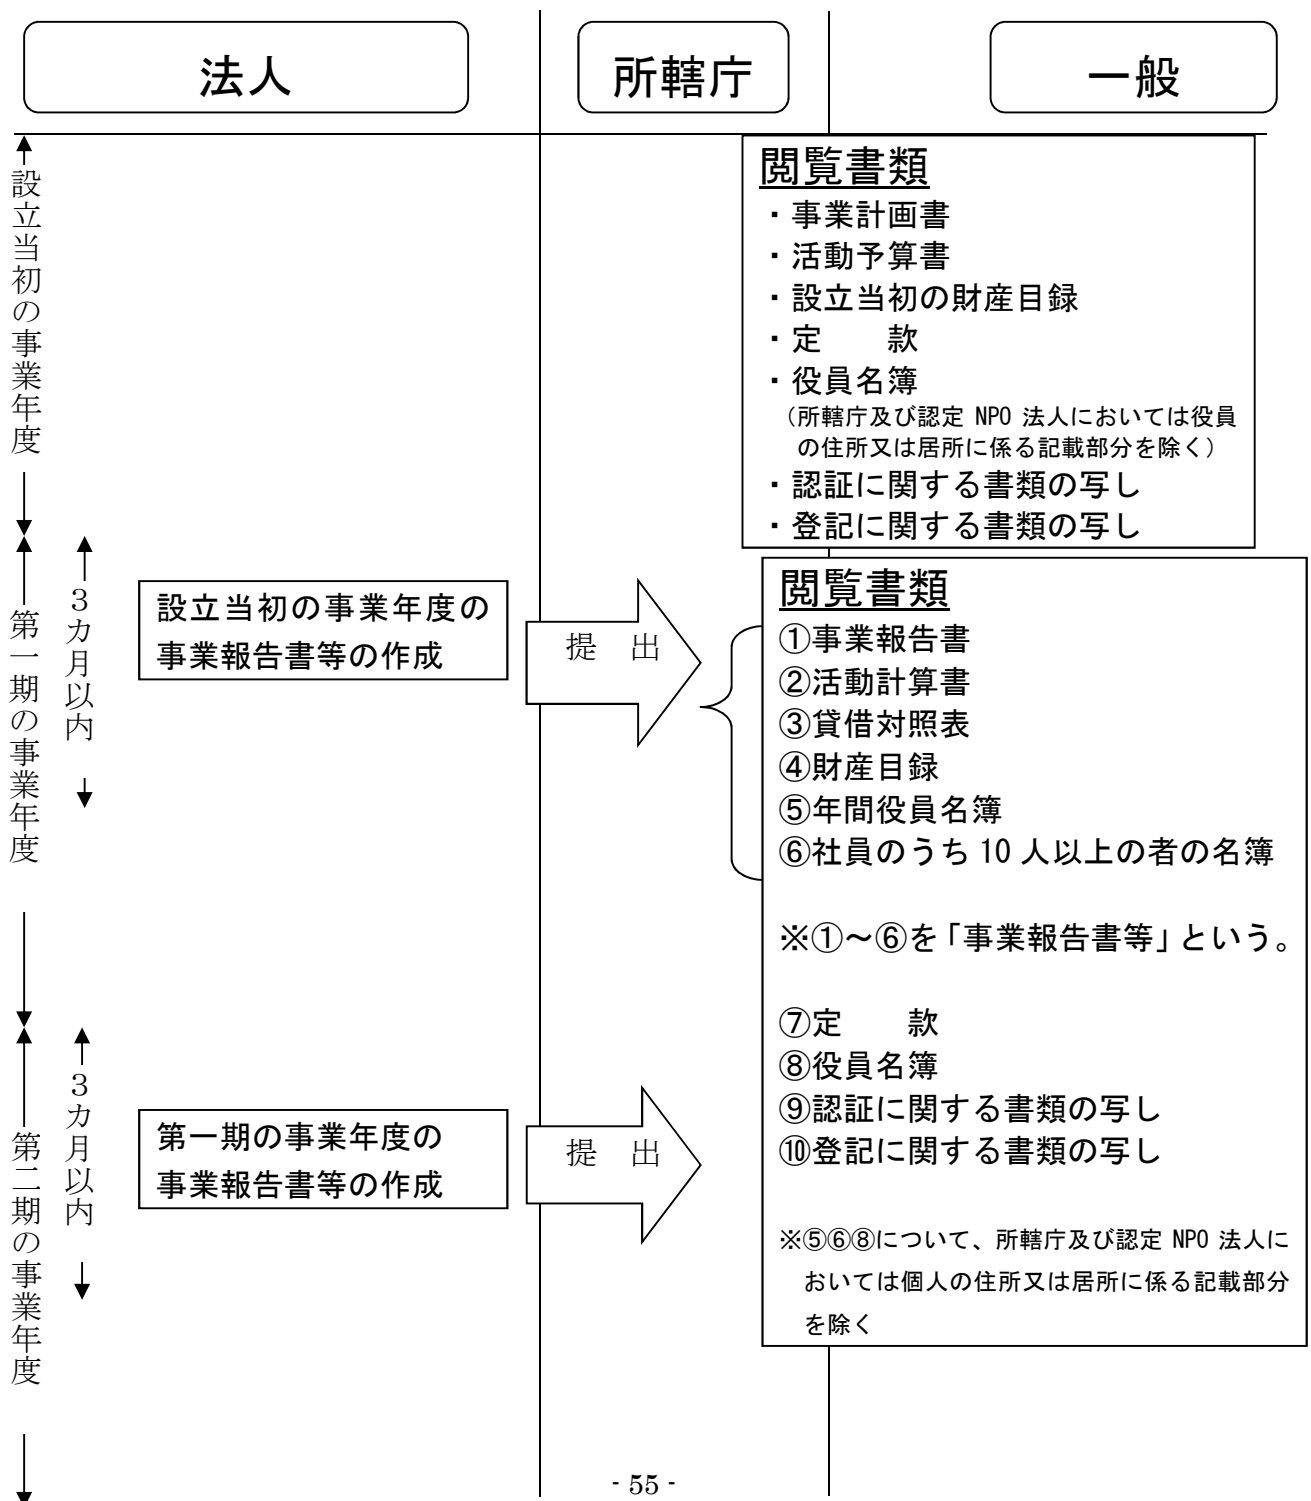 法人
所轄庁
一般
設立当初の事業年度
閲覧書類
・事業計画書
・活動予算書
・設立当初の財産目録
・定　　款
・役員名簿
（所轄庁及び認定 NPO 法人においては役員
の住所又は居所に係る記載部分を除く）
・認証に関する書類の写し
・登記に関する書類の写し
第一期の事業年度
３カ月以内
設立当初の事業年度の
事業報告書等の作成
提　出
閲覧書類
①事業報告書
②活動計算書
③貸借対照表
④財産目録
⑤年間役員名簿
⑥社員のうち 10 人以上の者の名簿
※①～⑥を「事業報告書等」という。
⑦定　　款
⑧役員名簿
⑨認証に関する書類の写し
⑩登記に関する書類の写し
※⑤⑥⑧について、所轄庁及び認定 NPO 法人に
おいては個人の住所又は居所に係る記載部分
を除く
第二期の事業年度
３カ月以内
第一期の事業年度の
事業報告書等の作成
提　出
- 55 -